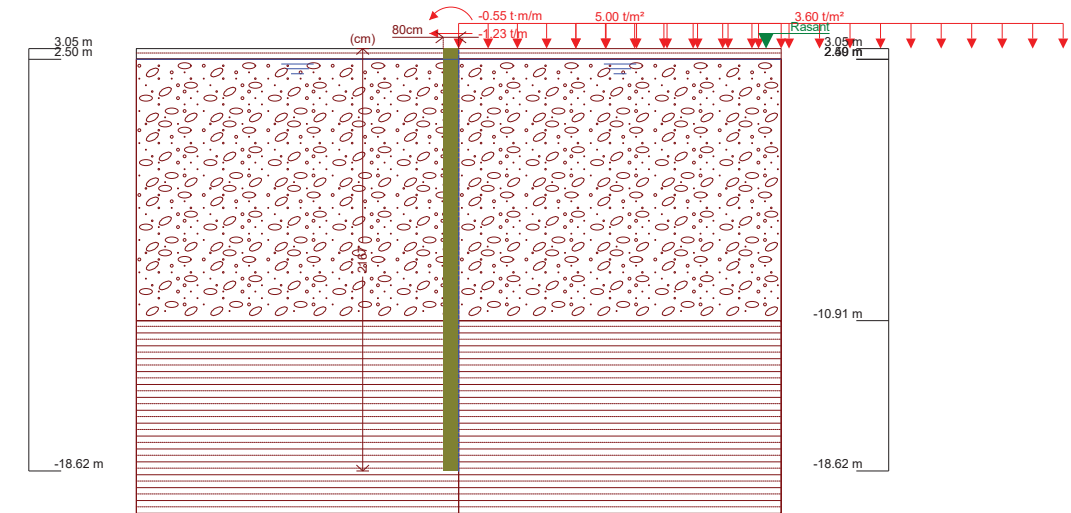 -0.55 t·m/m
5.00 t/m²
3.60 t/m²
80cm
-1.23 t/m
Rasant
(cm)
3.05 m
3.05 m
2.50 m
2167
-10.91 m
-18.62 m
-18.62 m